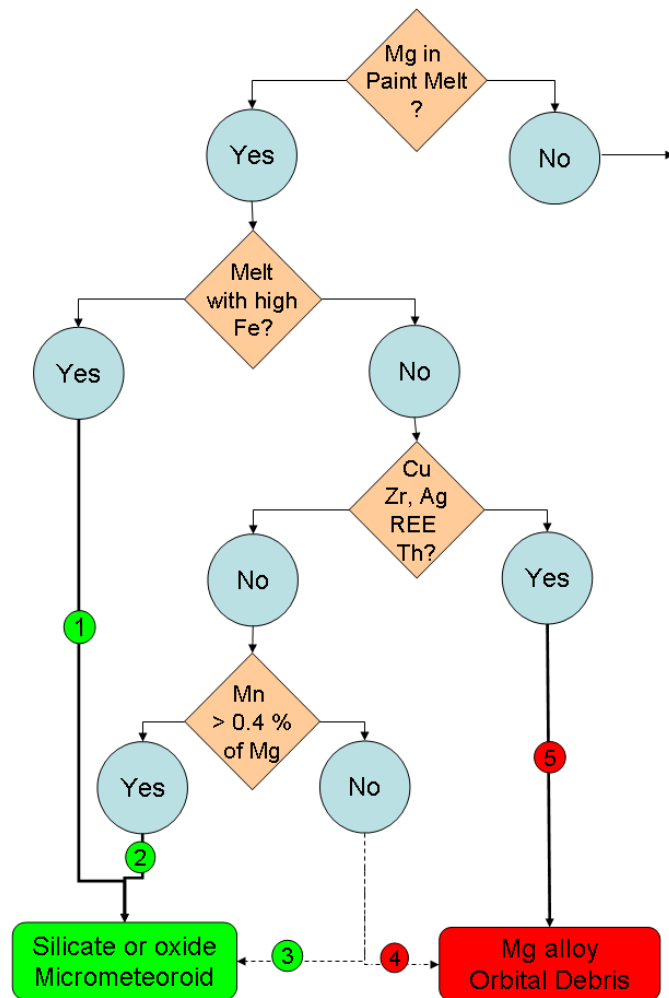 Mg in
Paint Melt
?
Yes
No
Melt
with high
Fe?
Yes
No
Cu
Zr, Ag
REE
Th?
No
Yes
1
Mn
> 0.4 %
of Mg
Yes
No
5
2
3
4
Silicate or oxide
Micrometeoroid
Mg alloy
Orbital Debris